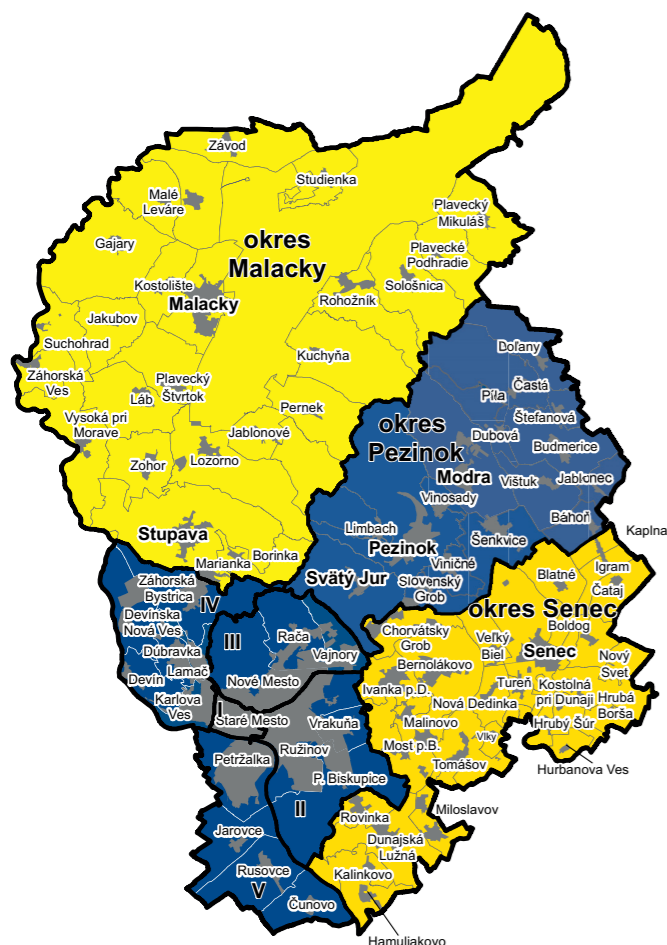 Závod
Studienka
Malé
Leváre
Plavecký
Mikuláš
Gajary
okres
Malacky
Plavecké
Podhradie
Kostolište
Malacky
Rohožník
Sološnica
Jakubov
Suchohrad
Kuchyňa
Záhorská
Ves
Láb
Plavecký
Štvrtok
Pernek
Vysoká pri
Morave
Jablonové
Zohor
Lozorno
Stupava
Marianka
Borinka
Doľany
Píla
Častá
okres
Pezinok
Štefanová
Dubová
Budmerice
Modra
Vištuk
Jablonec
Vinosady
Báhoň
Limbach
Šenkvice
Pezinok
Viničné
Svätý Jur
Slovenský
Grob
Kaplna
Igram
Blatné
Čataj
okres Senec
Boldog
Chorvátsky
Grob
Veľký
Biel
Senec
Bernolákovo
Nový
Svet
Ivanka p.D.
Tureň
Kostolná
pri Dunaji
Nová Dedinka
Hrubá
Borša
Malinovo
Hrubý Šúr
Vlky
Most p.B.
Tomášov
Hurbanova Ves
Miloslavov
Rovinka
Dunajská
Lužná
Kalinkovo
Hamuliakovo
Záhorská
Bystrica
IV
Devínska
Nová Ves
Dúbravka
Lamač
Devín
Karlova
Ves
III
Rača
Vajnory
Nové Mesto
I
Staré Mesto
Vrakuňa
Ružinov
Petržalka
P. Biskupice
II
Jarovce
Rusovce
V
Čunovo